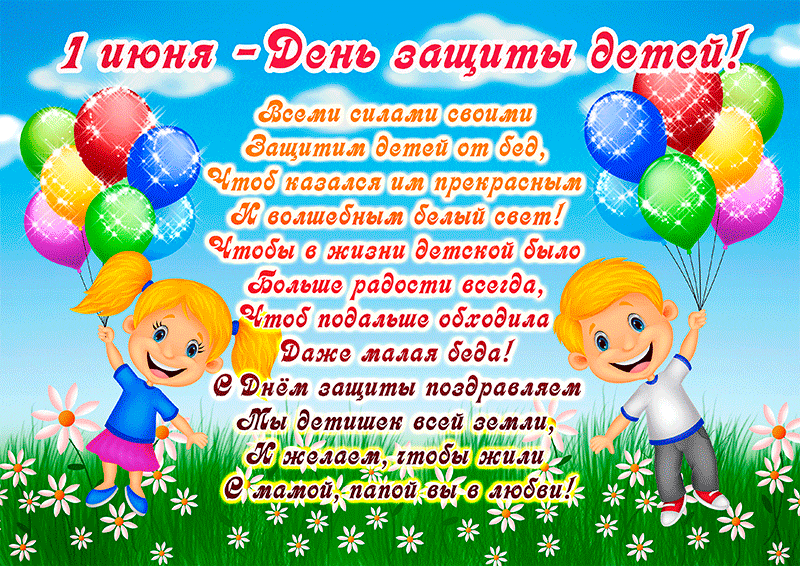 1 июня - День защиты детей!
Всеми силами своими
Защитим детей от бед,
Чтоб казался им прекрасным
И волшебным белый свет!
Чтобы в жизни детской было
Больше радости всегда,
Чтоб подальше обходила
Даже малая беда!
С Днём защиты поздравляем
Мы детишек всей земли,
И желаем, чтобы жили
С мамой, папой вы в любви!